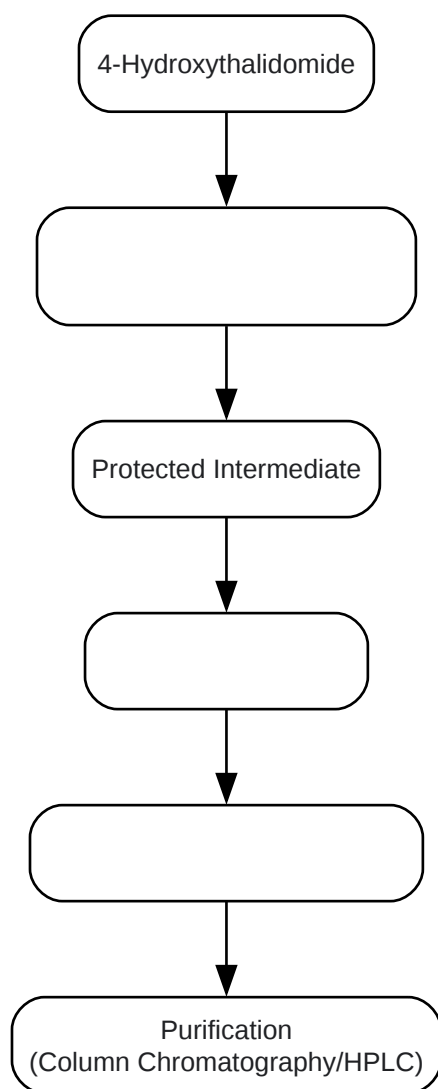 4-Hydroxythalidomide
Protected Intermediate
Purification
(Column Chromatography/HPLC)